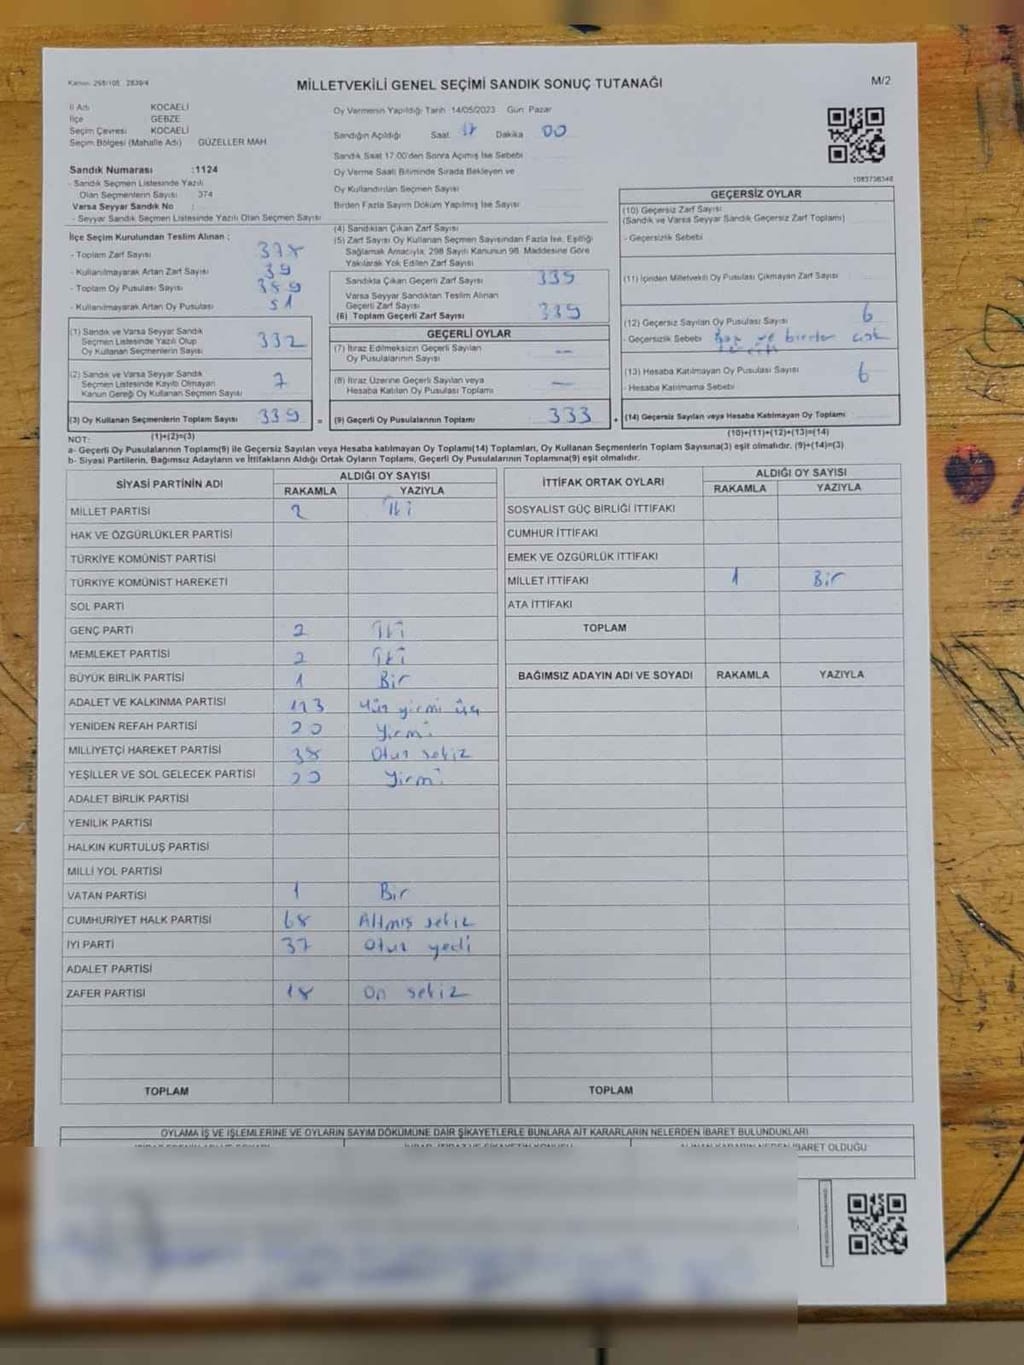 Kanun: 298/105 2839/4
MİLLETVEKİLİ GENEL SEÇİMİ SANDIK SONUÇ TUTANAĞI
M/2
İl Adı KOCAELİ
İlçe GEBZE
Seçim Çevresi KOCAELİ
Seçim Bölgesi (Mahalle Adı) GÜZELLER MAH
Sandık Numarası :1124
- Sandık Seçmen Listesinde Yazılı
Olan Seçmenlerin Sayısı 374
Varsa Seyyar Sandık No :
- Seyyar Sandık Seçmen Listesinde Yazılı Olan Seçmen Sayısı
Oy Vermenin Yapıldığı Tarih 14/05/2023 Gün Pazar
Sandığın Açıldığı Saat 17 Dakika 00
Sandık Saat 17.00'den Sonra Açılmış İse Sebebi
Oy Verme Saati Bitiminde Sırada Bekleyen ve
Oy Kullandırılan Seçmen Sayısı
Birden Fazla Sayım Döküm Yapılmış İse Sayısı
1083738348
İlçe Seçim Kurulundan Teslim Alınan ;
- Toplam Zarf Sayısı 378
- Kullanılmayarak Artan Zarf Sayısı 39
- Toplam Oy Pusulası Sayısı 389
- Kullanılmayarak Artan Oy Pusulası 51
(1) Sandık ve Varsa Seyyar Sandık
Seçmen Listesinde Yazılı Olup
Oy Kullanan Seçmenlerin Sayısı 332
(2) Sandık ve Varsa Seyyar Sandık
Seçmen Listesinde Kayıtlı Olmayan
Kanun Gereği Oy Kullanan Seçmen Sayısı 7
(3) Oy Kullanan Seçmenlerin Toplam Sayısı 339 =
(4) Sandıktan Çıkan Zarf Sayısı
(5) Zarf Sayısı Oy Kullanan Seçmen Sayısından Fazla İse, Eşitliği
Sağlamak Amacıyla, 298 Sayılı Kanunun 98. Maddesine Göre
Yakılarak Yok Edilen Zarf Sayısı
Sandıkta Çıkan Geçerli Zarf Sayısı 339
Varsa Seyyar Sandıktan Teslim Alınan
Geçerli Zarf Sayısı
(6) Toplam Geçerli Zarf Sayısı 339
GEÇERLİ OYLAR
(7) İtiraz Edilmeksizin Geçerli Sayılan
Oy Pusulalarının Sayısı —
(8) İtiraz Üzerine Geçerli Sayılan veya
Hesaba Katılan Oy Pusulası Toplamı —
(9) Geçerli Oy Pusulalarının Toplamı 333 +
GEÇERSİZ OYLAR
(10) Geçersiz Zarf Sayısı
(Sandık ve Varsa Seyyar Sandık Geçersiz Zarf Toplamı)
- Geçersizlik Sebebi
(11) İçinden Milletvekili Oy Pusulası Çıkmayan Zarf Sayısı
(12) Geçersiz Sayılan Oy Pusulası Sayısı 6
- Geçersizlik Sebebi Boş ve birden çok
(13) Hesaba Katılmayan Oy Pusulası Sayısı 6
- Hesaba Katılmama Sebebi
(14) Geçersiz Sayılan veya Hesaba Katılmayan Oy Toplamı
NOT: (1)+(2)=(3) (10)+(11)+(12)+(13)=(14)
a- Geçerli Oy Pusulalarının Toplamı(9) ile Geçersiz Sayılan veya Hesaba katılmayan Oy Toplamı(14) Toplamları, Oy Kullanan Seçmenlerin Toplam Sayısına(3) eşit olmalıdır. (9)+(14)=(3)
b- Siyasi Partilerin, Bağımsız Adayların ve İttifakların Aldığı Ortak Oyların Toplamı, Geçerli Oy Pusulalarının Toplamına(9) eşit olmalıdır.
SİYASİ PARTİNİN ADI ALDIĞI OY SAYISI
RAKAMLA YAZIYLA
MİLLET PARTİSİ 2 İki
HAK VE ÖZGÜRLÜKLER PARTİSİ
TÜRKİYE KOMÜNİST PARTİSİ
TÜRKİYE KOMÜNİST HAREKETİ
SOL PARTİ
GENÇ PARTİ 2 İki
MEMLEKET PARTİSİ 2 İki
BÜYÜK BİRLİK PARTİSİ 1 Bir
ADALET VE KALKINMA PARTİSİ 123 Yüz yirmi üç
YENİDEN REFAH PARTİSİ 20 Yirmi
MİLLİYETÇİ HAREKET PARTİSİ 38 Otuz sekiz
YEŞİLLER VE SOL GELECEK PARTİSİ 20 Yirmi
ADALET BİRLİK PARTİSİ
YENİLİK PARTİSİ
HALKIN KURTULUŞ PARTİSİ
MİLLİ YOL PARTİSİ
VATAN PARTİSİ 1 Bir
CUMHURİYET HALK PARTİSİ 68 Altmış sekiz
İYİ PARTİ 37 Otuz yedi
ADALET PARTİSİ
ZAFER PARTİSİ 18 On sekiz
TOPLAM
İTTİFAK ORTAK OYLARI ALDIĞI OY SAYISI
RAKAMLA YAZIYLA
SOSYALİST GÜÇ BİRLİĞİ İTTİFAKI
CUMHUR İTTİFAKI
EMEK VE ÖZGÜRLÜK İTTİFAKI
MİLLET İTTİFAKI 1 Bir
ATA İTTİFAKI
TOPLAM
BAĞIMSIZ ADAYIN ADI VE SOYADI RAKAMLA YAZIYLA
TOPLAM
OYLAMA İŞ VE İŞLEMLERİNE VE OYLARIN SAYIM DÖKÜMÜNE DAİR ŞİKAYETLERLE BUNLARA AİT KARARLARIN NELERDEN İBARET BULUNDUKLARI
İBARET OLDUĞU